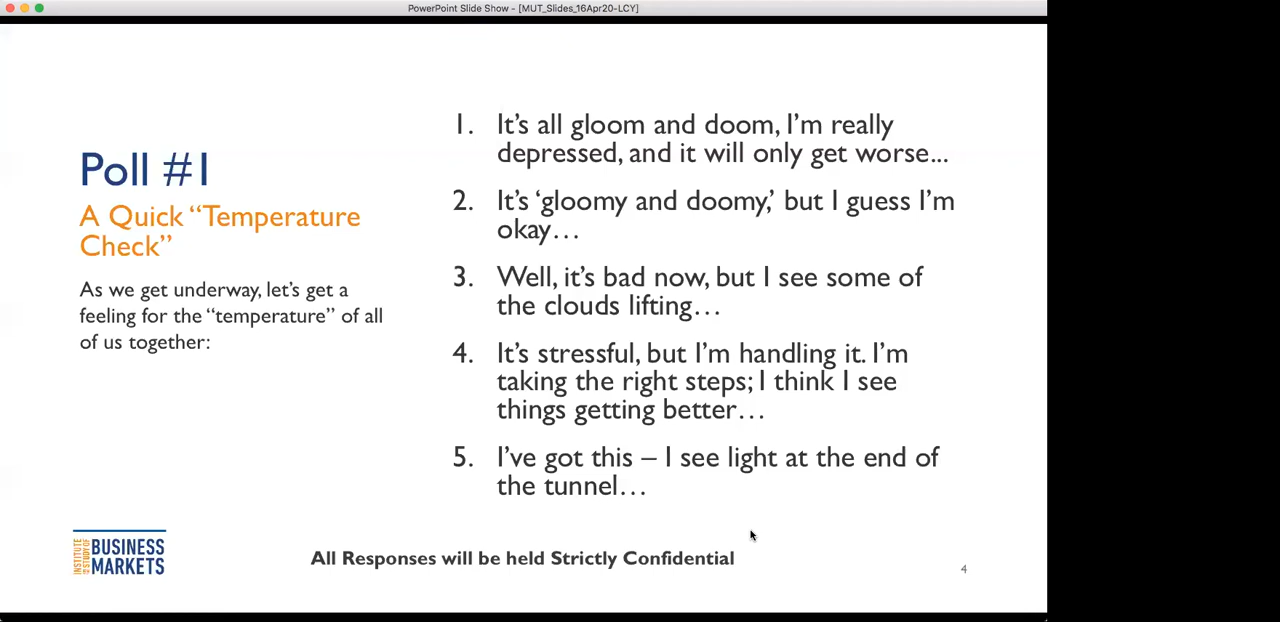 PowerPoint Slide Show - [MUT_Slides_16Apr20-LCY]
Poll #1
A Quick “Temperature
Check”
As we get underway, let’s get a
feeling for the “temperature” of all
of us together:
1. It’s all gloom and doom, I’m really
depressed, and it will only get worse...
2. It’s ‘gloomy and doomy,’ but I guess I’m
okay…
3. Well, it’s bad now, but I see some of
the clouds lifting…
4. It’s stressful, but I’m handling it. I’m
taking the right steps; I think I see
things getting better…
5. I’ve got this – I see light at the end of
the tunnel…
INSTITUTE
STUDY OF
BUSINESS
MARKETS
All Responses will be held Strictly Confidential
4